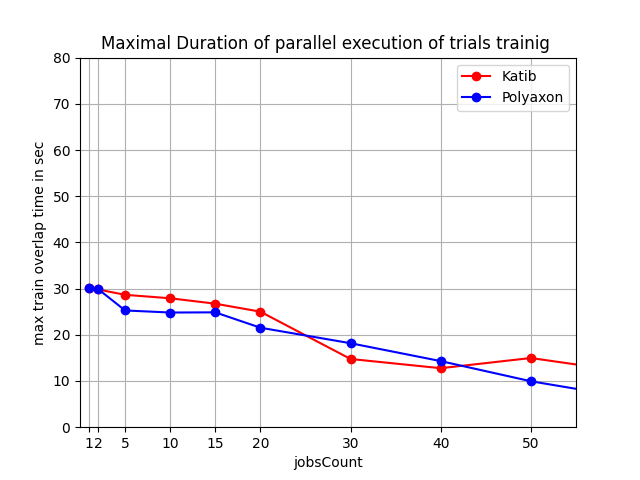 Maximal Duration of parallel execution of trials trainig
Katib
Polyaxon
max train overlap time in sec
80
70
60
50
40
30
20
10
0
1 2 5 10 15 20 30 40 50
jobsCount